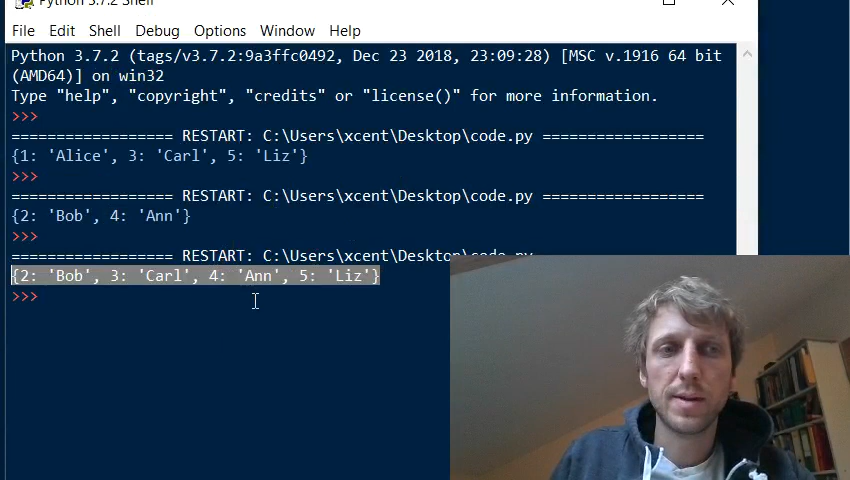 Python 3.7.2 Shell
File Edit Shell Debug Options Window Help
Python 3.7.2 (tags/v3.7.2:9a3ffc0492, Dec 23 2018, 23:09:28) [MSC v.1916 64 bit
(AMD64)] on win32
Type "help", "copyright", "credits" or "license()" for more information.
>>>
================== RESTART: C:\Users\xcent\Desktop\code.py ==================
{1: 'Alice', 3: 'Carl', 5: 'Liz'}
>>>
================== RESTART: C:\Users\xcent\Desktop\code.py ==================
{2: 'Bob', 4: 'Ann'}
>>>
================== RESTART: C:\Users\xcent\Desktop\code.py
{2: 'Bob', 3: 'Carl', 4: 'Ann', 5: 'Liz'}
>>>